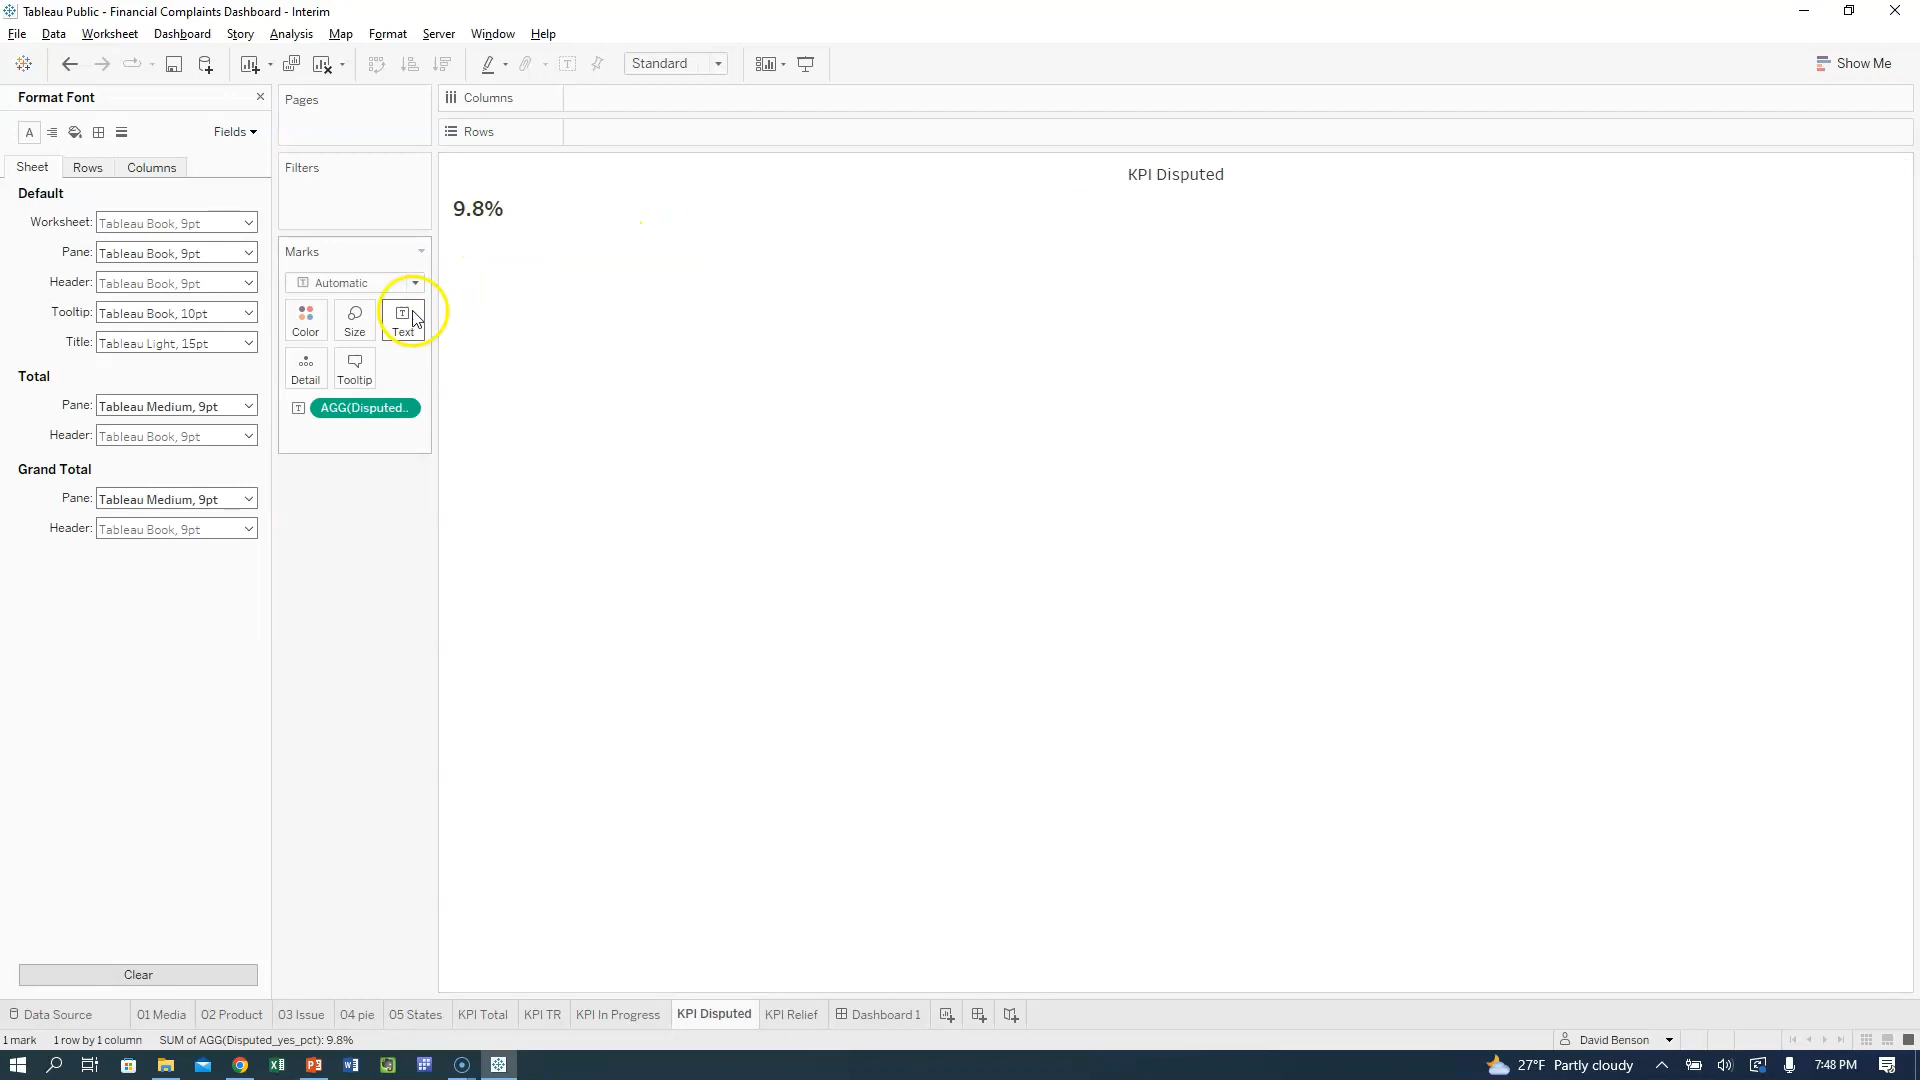 Tableau Public - Financial Complaints Dashboard - Interim
File Data Worksheet Dashboard Story Analysis Map Format Server Window Help
Standard
Show Me
Format Font
Fields
Sheet Rows Columns
Default
Worksheet: Tableau Book, 9pt
Pane: Tableau Book, 9pt
Header: Tableau Book, 9pt
Tooltip: Tableau Book, 10pt
Title: Tableau Light, 15pt
Total
Pane: Tableau Medium, 9pt
Header: Tableau Book, 9pt
Grand Total
Pane: Tableau Medium, 9pt
Header: Tableau Book, 9pt
Clear
Pages
Filters
Marks
Automatic
Color Size Text
Detail Tooltip
AGG(Disputed..
Columns
Rows
KPI Disputed
9.8%
Data Source 01 Media 02 Product 03 Issue 04 pie 05 States KPI Total KPI TR KPI In Progress KPI Disputed KPI Relief Dashboard 1
1 mark 1 row by 1 column SUM of AGG(Disputed_yes_pct): 9.8%
David Benson
27°F Partly cloudy
7:48 PM